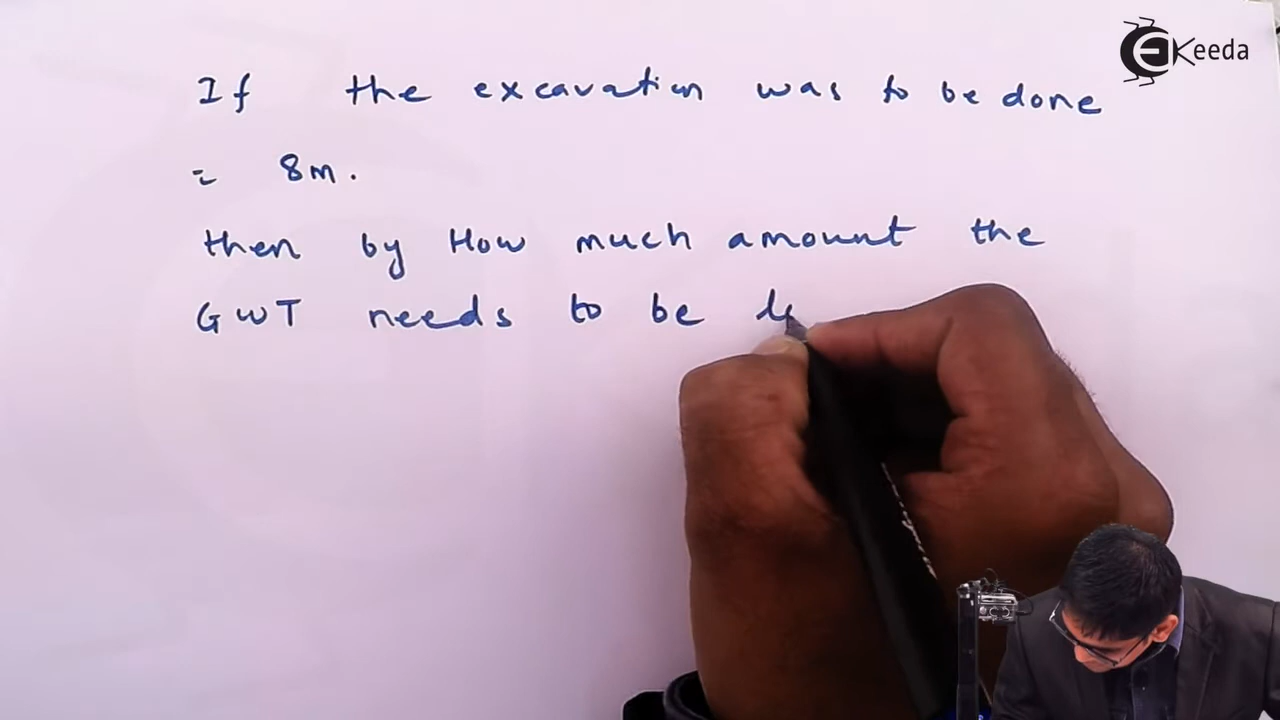 EKeeda
If the excavation was to be done
= 8m.
then by How much amount the
GWT needs to be